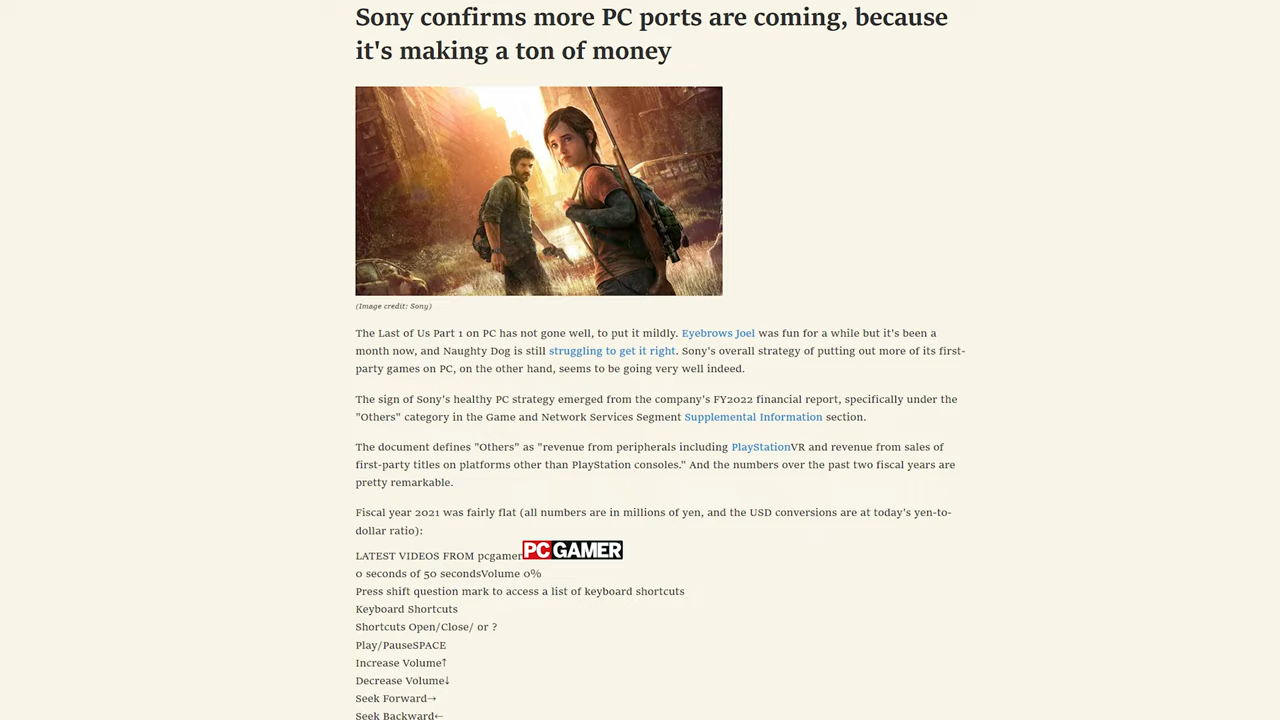 Sony confirms more PC ports are coming, because
it's making a ton of money
(Image credit: Sony)
The Last of Us Part 1 on PC has not gone well, to put it mildly. Eyebrows Joel was fun for a while but it's been a
month now, and Naughty Dog is still struggling to get it right. Sony's overall strategy of putting out more of its first-
party games on PC, on the other hand, seems to be going very well indeed.
The sign of Sony's healthy PC strategy emerged from the company's FY2022 financial report, specifically under the
"Others" category in the Game and Network Services Segment Supplemental Information section.
The document defines "Others" as "revenue from peripherals including PlayStationVR and revenue from sales of
first-party titles on platforms other than PlayStation consoles." And the numbers over the past two fiscal years are
pretty remarkable.
Fiscal year 2021 was fairly flat (all numbers are in millions of yen, and the USD conversions are at today's yen-to-
dollar ratio):
LATEST VIDEOS FROM pcgamer PC GAMER
0 seconds of 50 secondsVolume 0%
Press shift question mark to access a list of keyboard shortcuts
Keyboard Shortcuts
Shortcuts Open/Close/ or ?
Play/PauseSPACE
Increase Volume↑
Decrease Volume↓
Seek Forward→
Seek Backward←